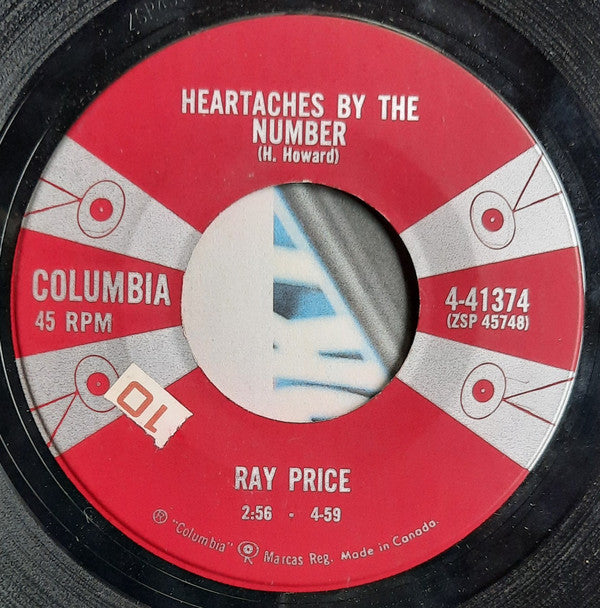 HEARTACHES BY THE
NUMBER
(H. Howard)
COLUMBIA
45 RPM
4-41374
(ZSP 45748)
10
RAY PRICE
2:56 - 4-59
® "Columbia" Marcas Reg. Made in Canada.